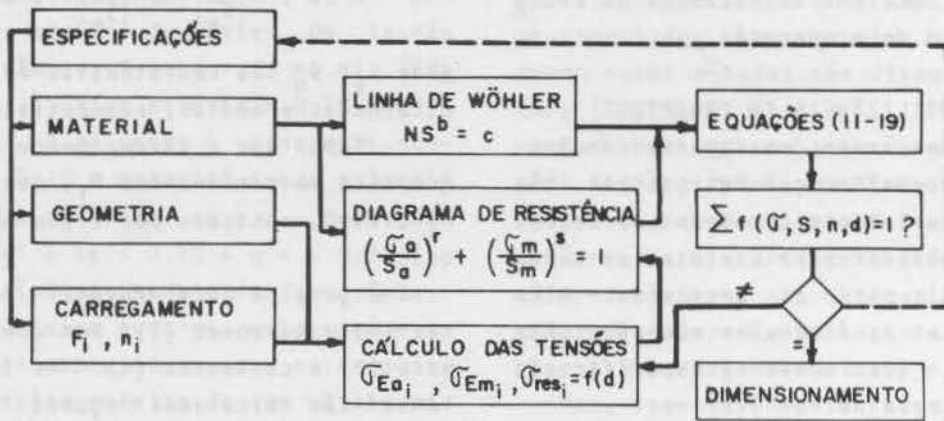 ESPECIFICAÇÕES
MATERIAL
GEOMETRIA
CARREGAMENTO
Fᵢ , nᵢ
LINHA DE WÖHLER
NSᵇ = c
DIAGRAMA DE RESISTÊNCIA
(σa/Sa)ʳ + (σm/Sm)ˢ = 1
CÁLCULO DAS TENSÕES
σEaᵢ σEmᵢ , σresᵢ = f(d)
EQUAÇÕES (11-19)
∑ f(σ, S, n, d)=1 ?
≠
=
DIMENSIONAMENTO